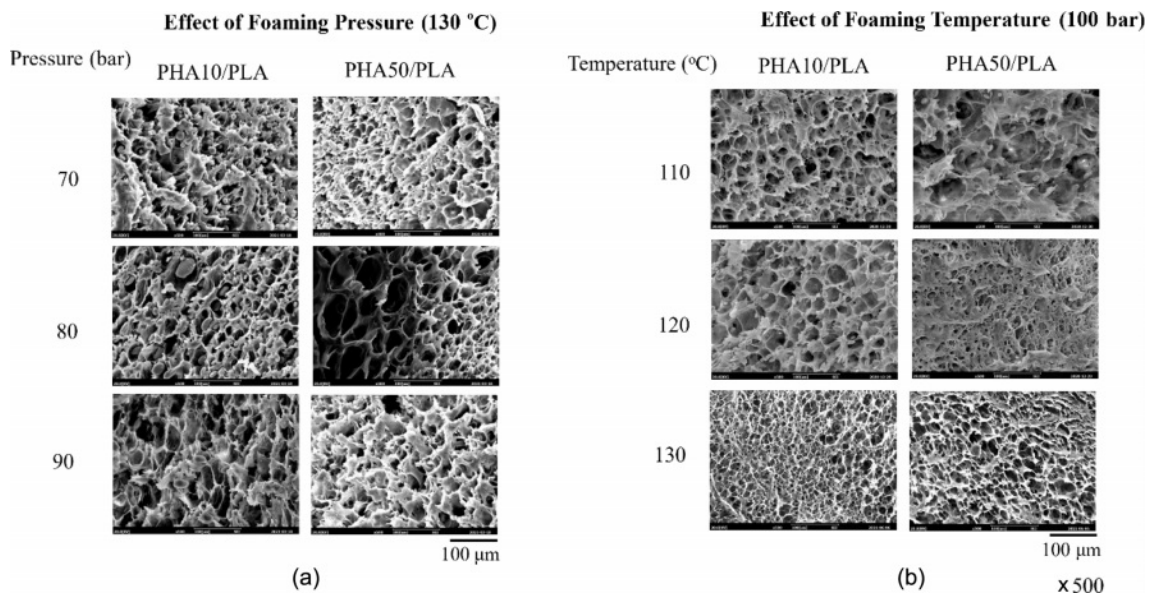 Effect of Foaming Pressure (130 °C)
Pressure (bar)
PHA10/PLA
PHA50/PLA
70
80
90
100 μm
(a)
Effect of Foaming Temperature (100 bar)
Temperature (°C)
PHA10/PLA
PHA50/PLA
110
120
130
100 μm
(b)
x 500